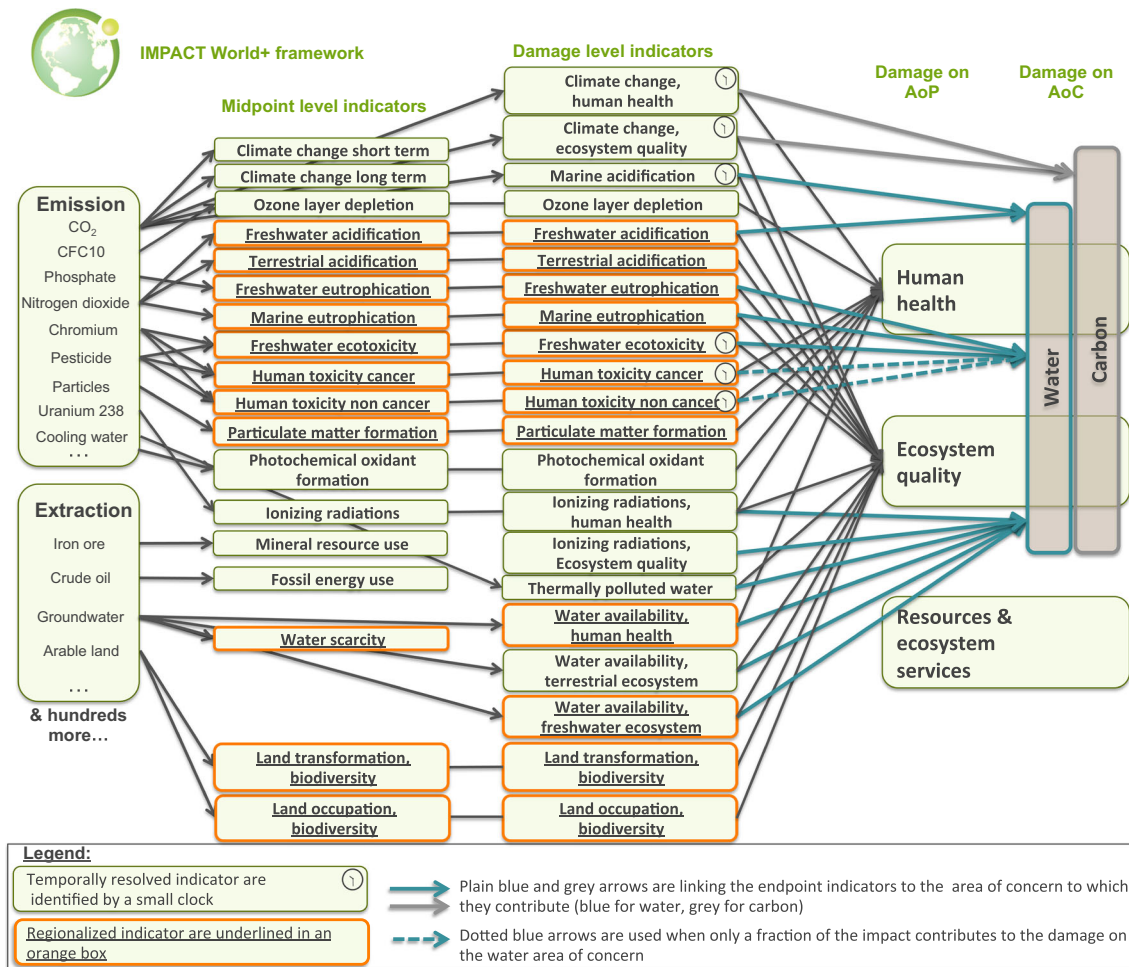 IMPACT World+ framework
Midpoint level indicators
Damage level indicators
Damage on
AoP
Damage on
AoC
Emission
CO2
CFC10
Phosphate
Nitrogen dioxide
Chromium
Pesticide
Particles
Uranium 238
Cooling water
...
Extraction
Iron ore
Crude oil
Groundwater
Arable land
...
& hundreds
more...
Climate change short term
Climate change long term
Ozone layer depletion
Freshwater acidification
Terrestrial acidification
Freshwater eutrophication
Marine eutrophication
Freshwater ecotoxicity
Human toxicity cancer
Human toxicity non cancer
Particulate matter formation
Photochemical oxidant
formation
Ionizing radiations
Mineral resource use
Fossil energy use
Water scarcity
Land transformation,
biodiversity
Land occupation,
biodiversity
Climate change,
human health
Climate change,
ecosystem quality
Marine acidification
Ozone layer depletion
Freshwater acidification
Terrestrial acidification
Freshwater eutrophication
Marine eutrophication
Freshwater ecotoxicity
Human toxicity cancer
Human toxicity non cancer
Particulate matter formation
Photochemical oxidant
formation
Ionizing radiations,
human health
Ionizing radiations,
Ecosystem quality
Thermally polluted water
Water availability,
human health
Water availability,
terrestrial ecosystem
Water availability,
freshwater ecosystem
Land transformation,
biodiversity
Land occupation,
biodiversity
Human
health
Ecosystem
quality
Resources &
ecosystem
services
Water
Carbon
Legend:
Temporally resolved indicator are
identified by a small clock
Regionalized indicator are underlined in an
orange box
Plain blue and grey arrows are linking the endpoint indicators to the area of concern to which
they contribute (blue for water, grey for carbon)
Dotted blue arrows are used when only a fraction of the impact contributes to the damage on
the water area of concern